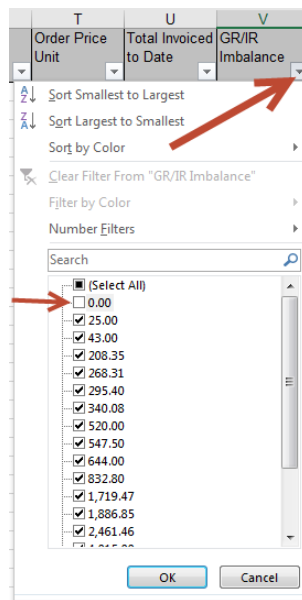 T U V
Order Price Total Invoiced GR/IR
Unit to Date Imbalance
Sort Smallest to Largest
Sort Largest to Smallest
Sort by Color
Clear Filter From "GR/IR Imbalance"
Filter by Color
Number Filters
Search
(Select All)
0.00
25.00
43.00
208.35
268.31
295.40
340.08
520.00
547.50
644.00
832.80
1,719.47
1,886.85
2,461.46
OK Cancel